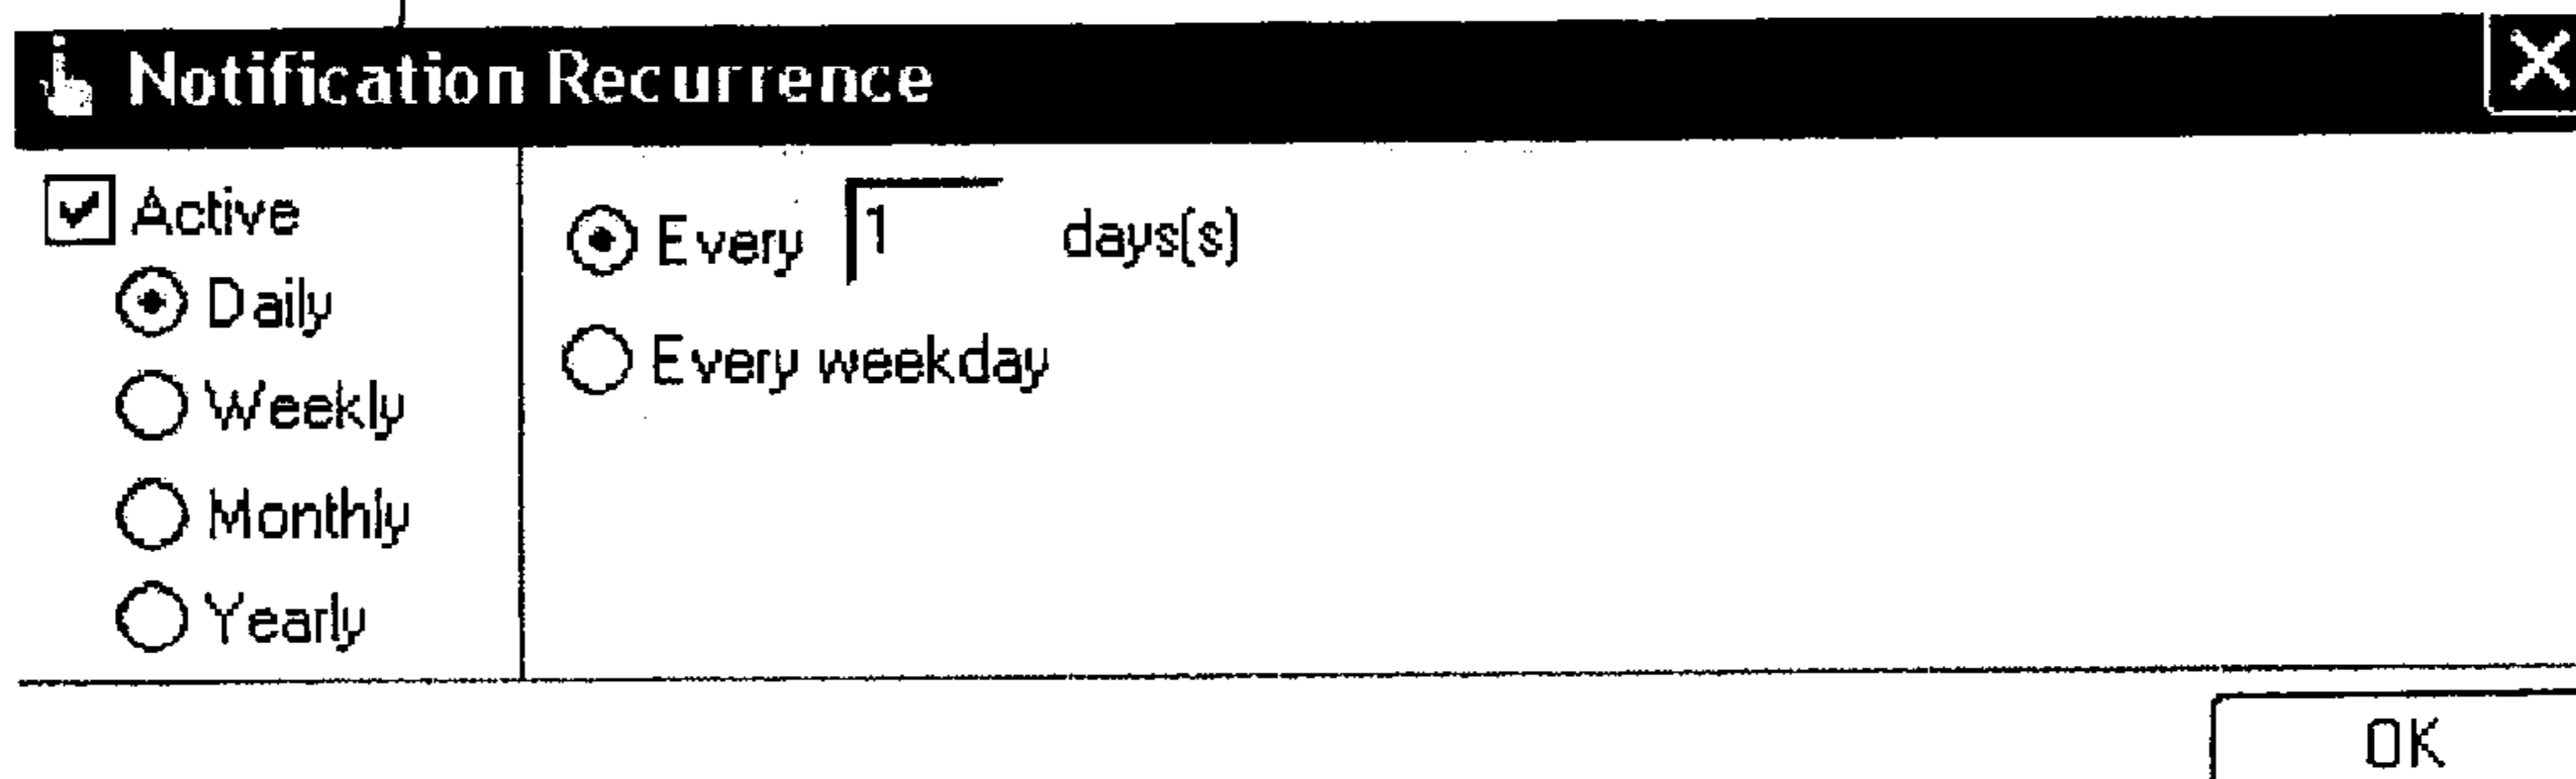 Notification Recurrence
Active
Daily
Weekly
Monthly
Yearly
Every 1 days(s)
Every weekday
OK